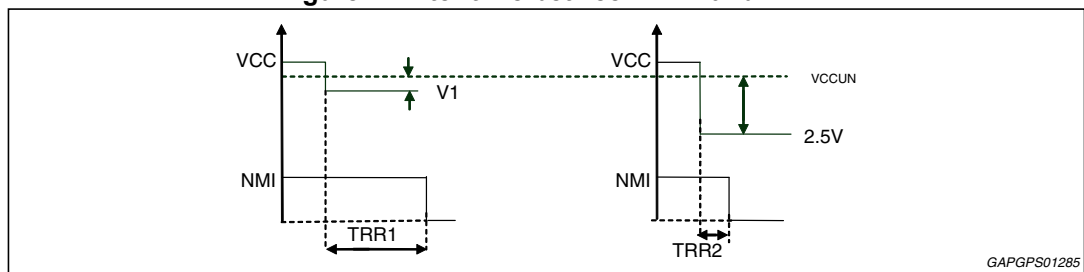 VCC
V1
NMI
TRR1
VCC
VCCUN
2.5V
NMI
TRR2
GAPGPS01285